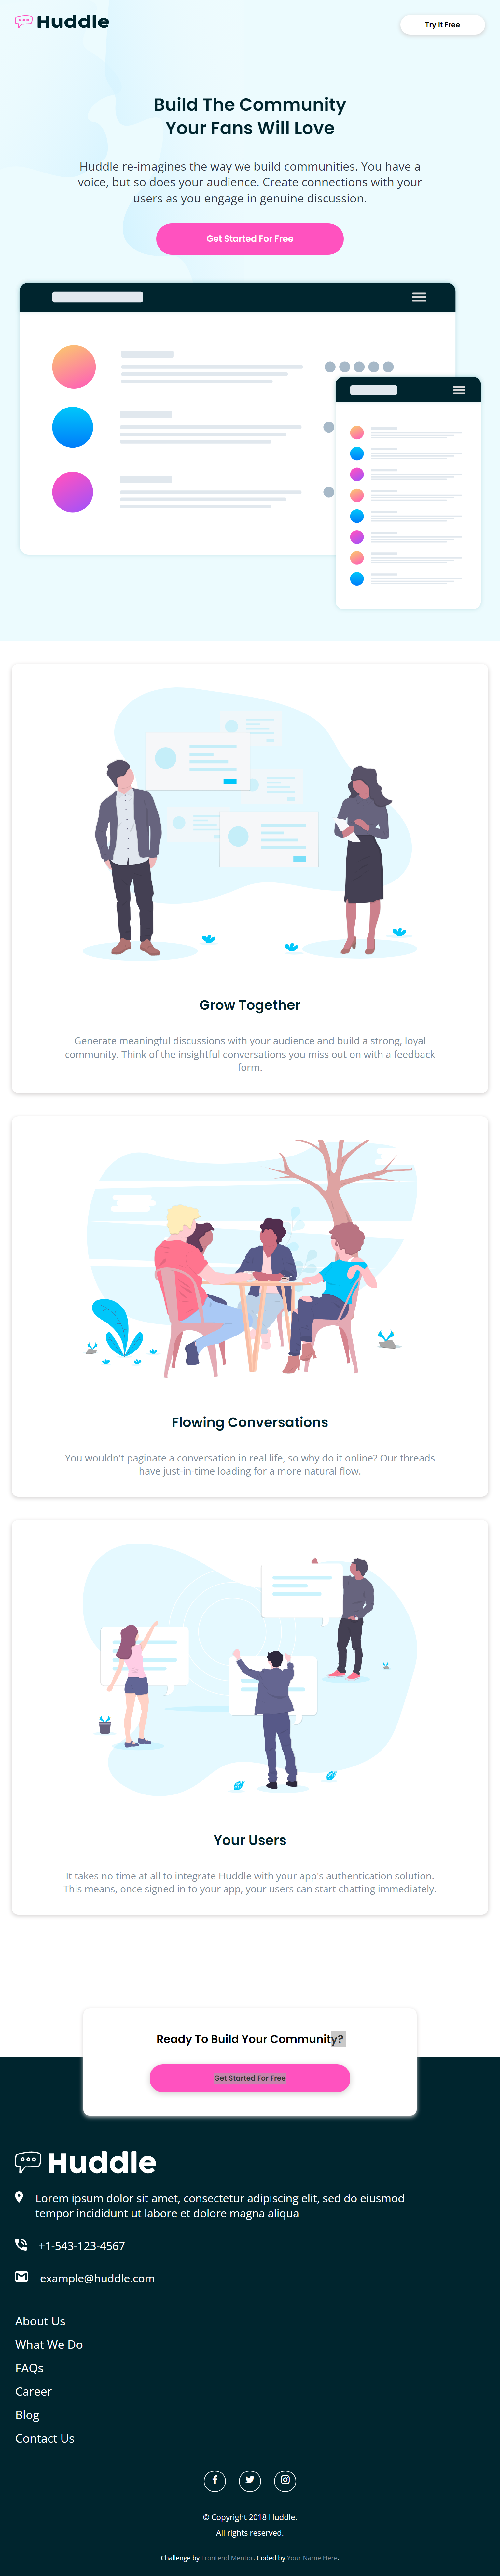 Huddle
Try It Free
Build The Community
Your Fans Will Love
Huddle re-imagines the way we build communities. You have a
voice, but so does your audience. Create connections with your
users as you engage in genuine discussion.
Get Started For Free
Grow Together
Generate meaningful discussions with your audience and build a strong, loyal
community. Think of the insightful conversations you miss out on with a feedback
form.
Flowing Conversations
You wouldn't paginate a conversation in real life, so why do it online? Our threads
have just-in-time loading for a more natural flow.
Your Users
It takes no time at all to integrate Huddle with your app's authentication solution.
This means, once signed in to your app, your users can start chatting immediately.
Ready To Build Your Community?
Get Started For Free
Huddle
Lorem ipsum dolor sit amet, consectetur adipiscing elit, sed do eiusmod
tempor incididunt ut labore et dolore magna aliqua
+1-543-123-4567
example@huddle.com
About Us
What We Do
FAQs
Career
Blog
Contact Us
© Copyright 2018 Huddle.
All rights reserved.
Challenge by Frontend Mentor. Coded by Your Name Here.